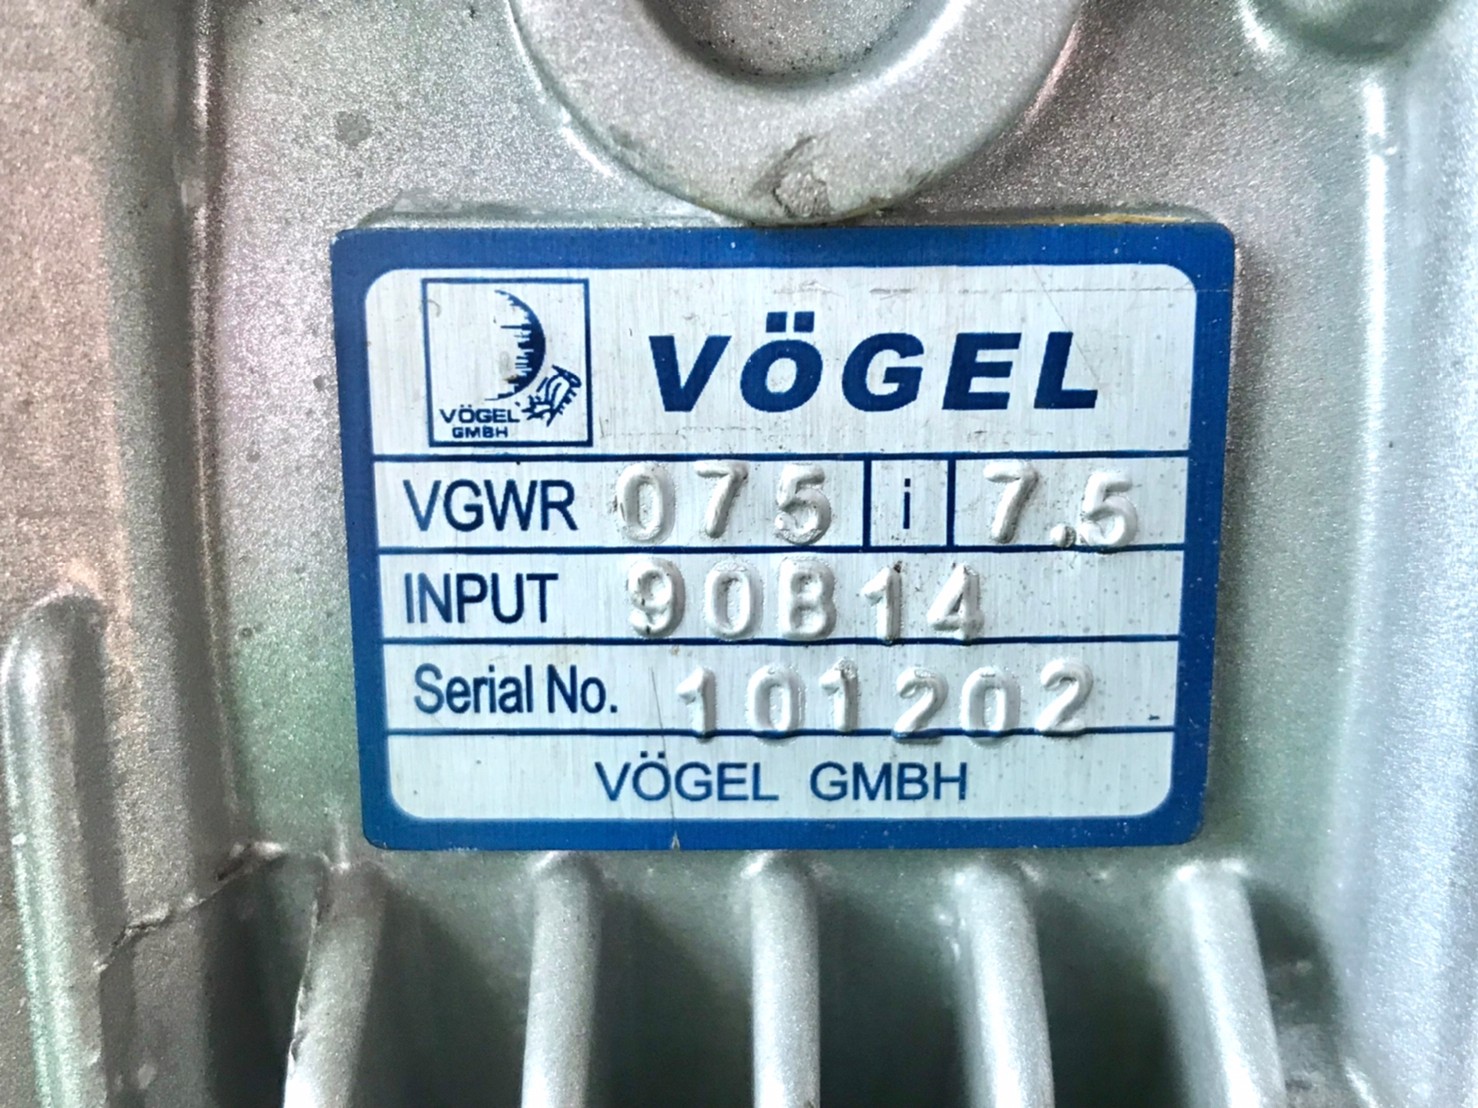 VÖGEL
GMBH
VÖGEL
VGWR 075 i 7.5
INPUT 90B14
Serial No. 101202
VÖGEL GMBH